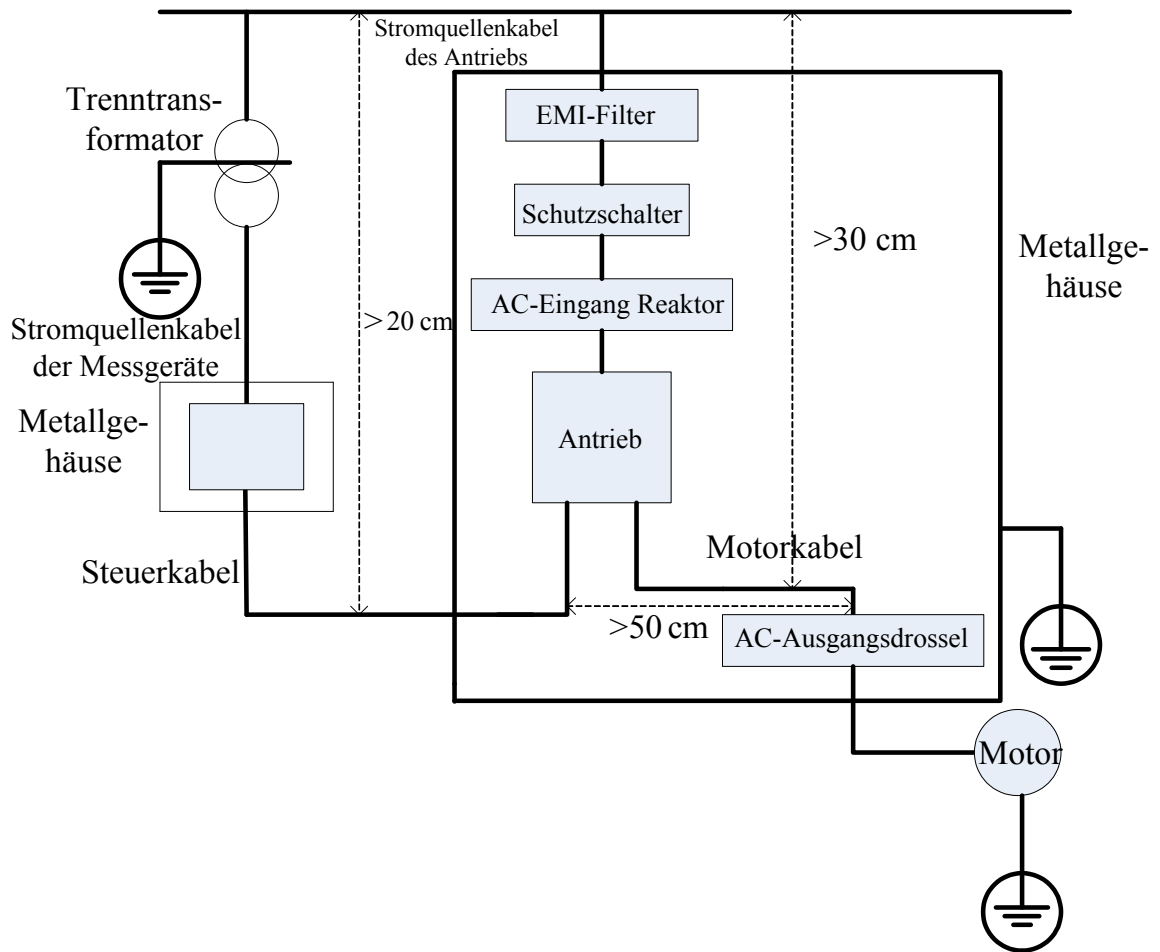 Stromquellenkabel
des Antriebs
Trenntrans-
formator
EMI-Filter
Schutzschalter
>30 cm
Metallge-
häuse
AC-Eingang Reaktor
>20 cm
Stromquellenkabel
der Messgeräte
Metallge-
häuse
Antrieb
Motorkabel
Steuerkabel
>50 cm
AC-Ausgangsdrossel
Motor